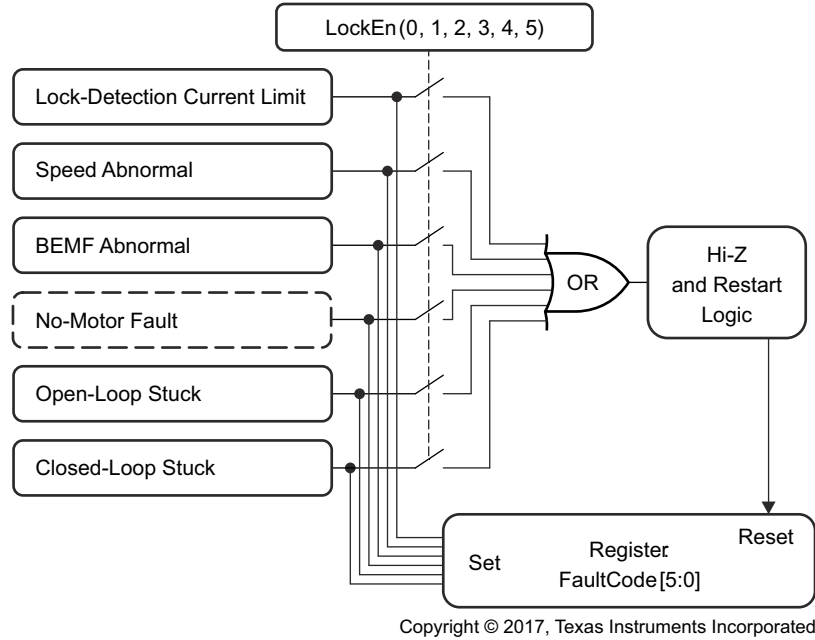 LockEn(0, 1, 2, 3, 4, 5)
Lock-Detection Current Limit
Speed Abnormal
BEMF Abnormal
No-Motor Fault
Open-Loop Stuck
Closed-Loop Stuck
OR
Hi-Z
and Restart
Logic
Reset
Set
Register
FaultCode[5:0]
Copyright © 2017, Texas Instruments Incorporated